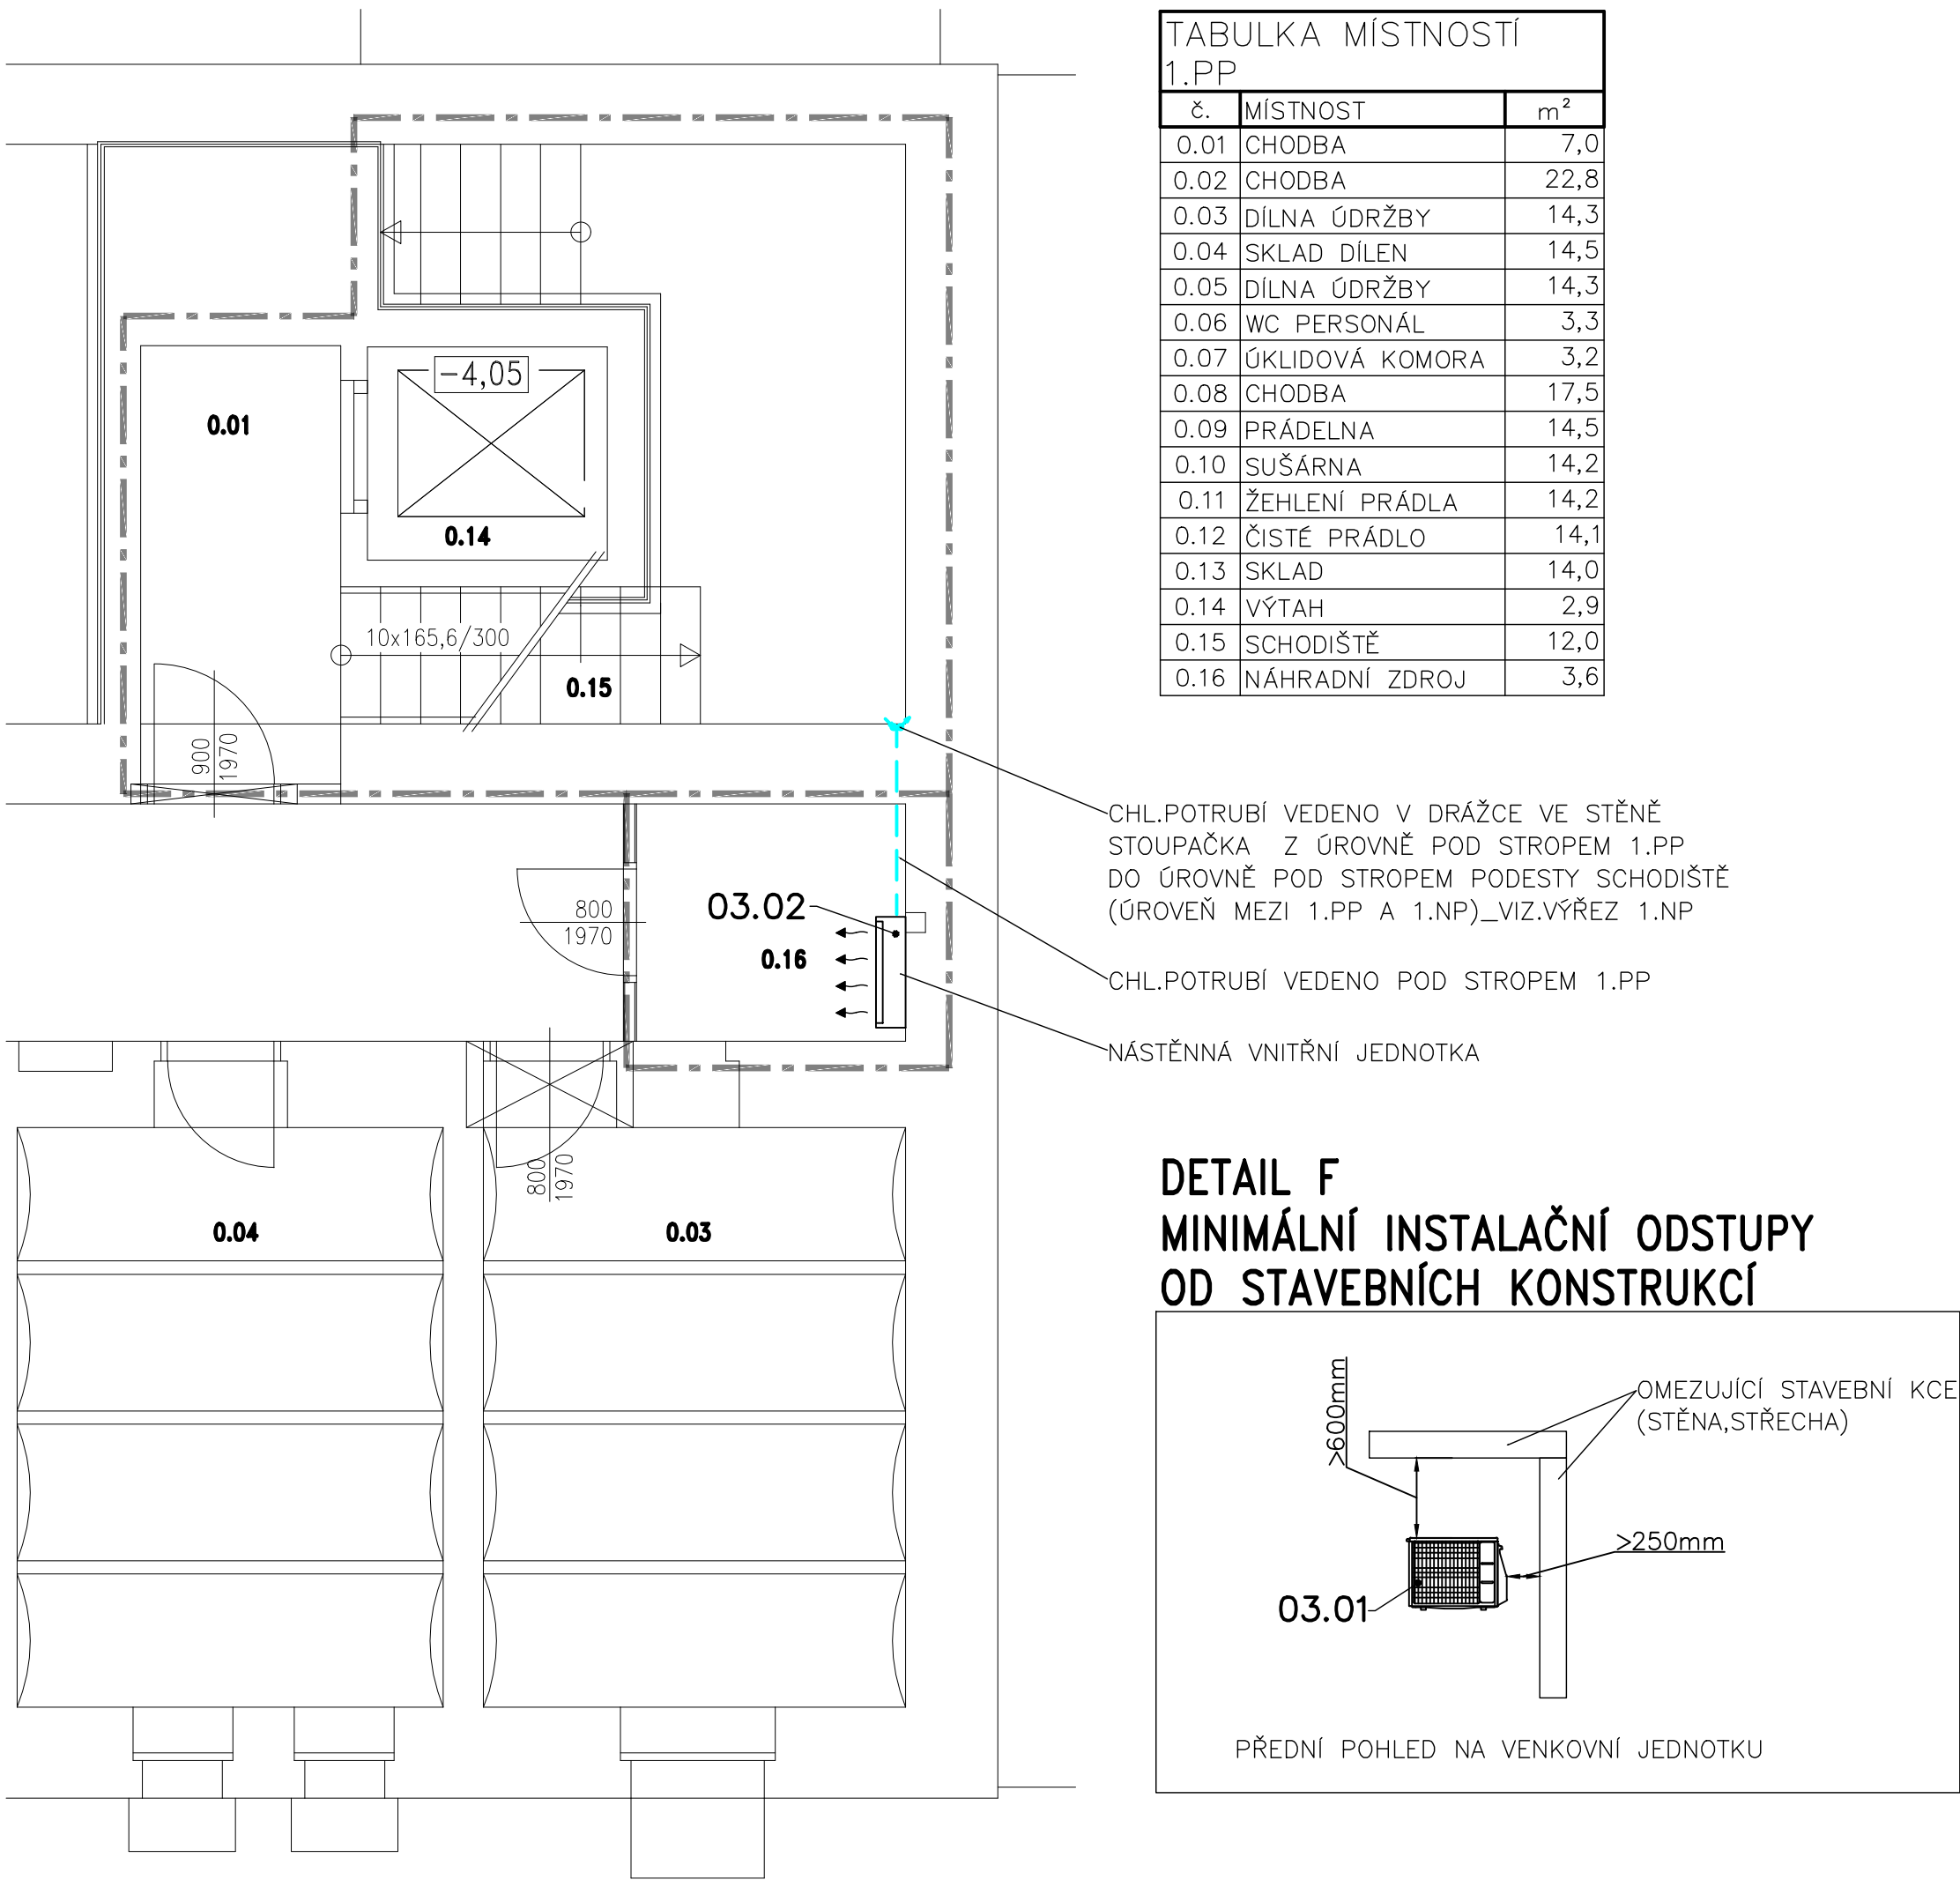 TABULKA MÍSTNOSTÍ
1.PP
č. MÍSTNOST m²
0.01 CHODBA 7,0
0.02 CHODBA 22,8
0.03 DÍLNA ÚDRŽBY 14,3
0.04 SKLAD DÍLEN 14,5
0.05 DÍLNA ÚDRŽBY 14,3
0.06 WC PERSONÁL 3,3
0.07 ÚKLIDOVÁ KOMORA 3,2
0.08 CHODBA 17,5
0.09 PRÁDELNA 14,5
0.10 SUŠÁRNA 14,2
0.11 ŽEHLENÍ PRÁDLA 14,2
0.12 ČISTÉ PRÁDLO 14,1
0.13 SKLAD 14,0
0.14 VÝTAH 2,9
0.15 SCHODIŠTĚ 12,0
0.16 NÁHRADNÍ ZDROJ 3,6
-4,05
0.01
0.14
10x165,6/300
0.15
900
1970
CHL.POTRUBÍ VEDENO V DRÁŽCE VE STĚNĚ
STOUPAČKA Z ÚROVNĚ POD STROPEM 1.PP
DO ÚROVNĚ POD STROPEM PODESTY SCHODIŠTĚ
(ÚROVEŇ MEZI 1.PP A 1.NP)_VIZ.VÝŘEZ 1.NP
800
1970
03.02
0.16
CHL.POTRUBÍ VEDENO POD STROPEM 1.PP
NÁSTĚNNÁ VNITŘNÍ JEDNOTKA
800
1970
0.04
0.03
DETAIL F
MINIMÁLNÍ INSTALAČNÍ ODSTUPY
OD STAVEBNÍCH KONSTRUKCÍ
>600mm
OMEZUJÍCÍ STAVEBNÍ KCE
(STĚNA,STŘECHA)
>250mm
03.01
PŘEDNÍ POHLED NA VENKOVNÍ JEDNOTKU